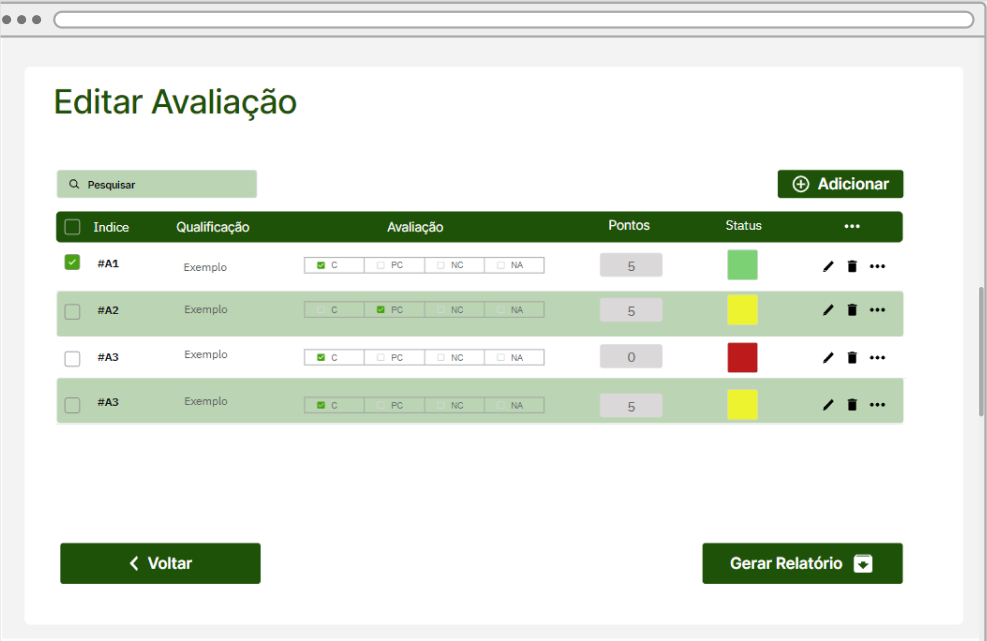 Editar Avaliação
Pesquisar
Adicionar
Indice Qualificação Avaliação Pontos Status
#A1 Exemplo C PC NC NA 5
#A2 Exemplo C PC NC NA 5
#A3 Exemplo C PC NC NA 0
#A3 Exemplo C PC NC NA 5
Voltar
Gerar Relatório